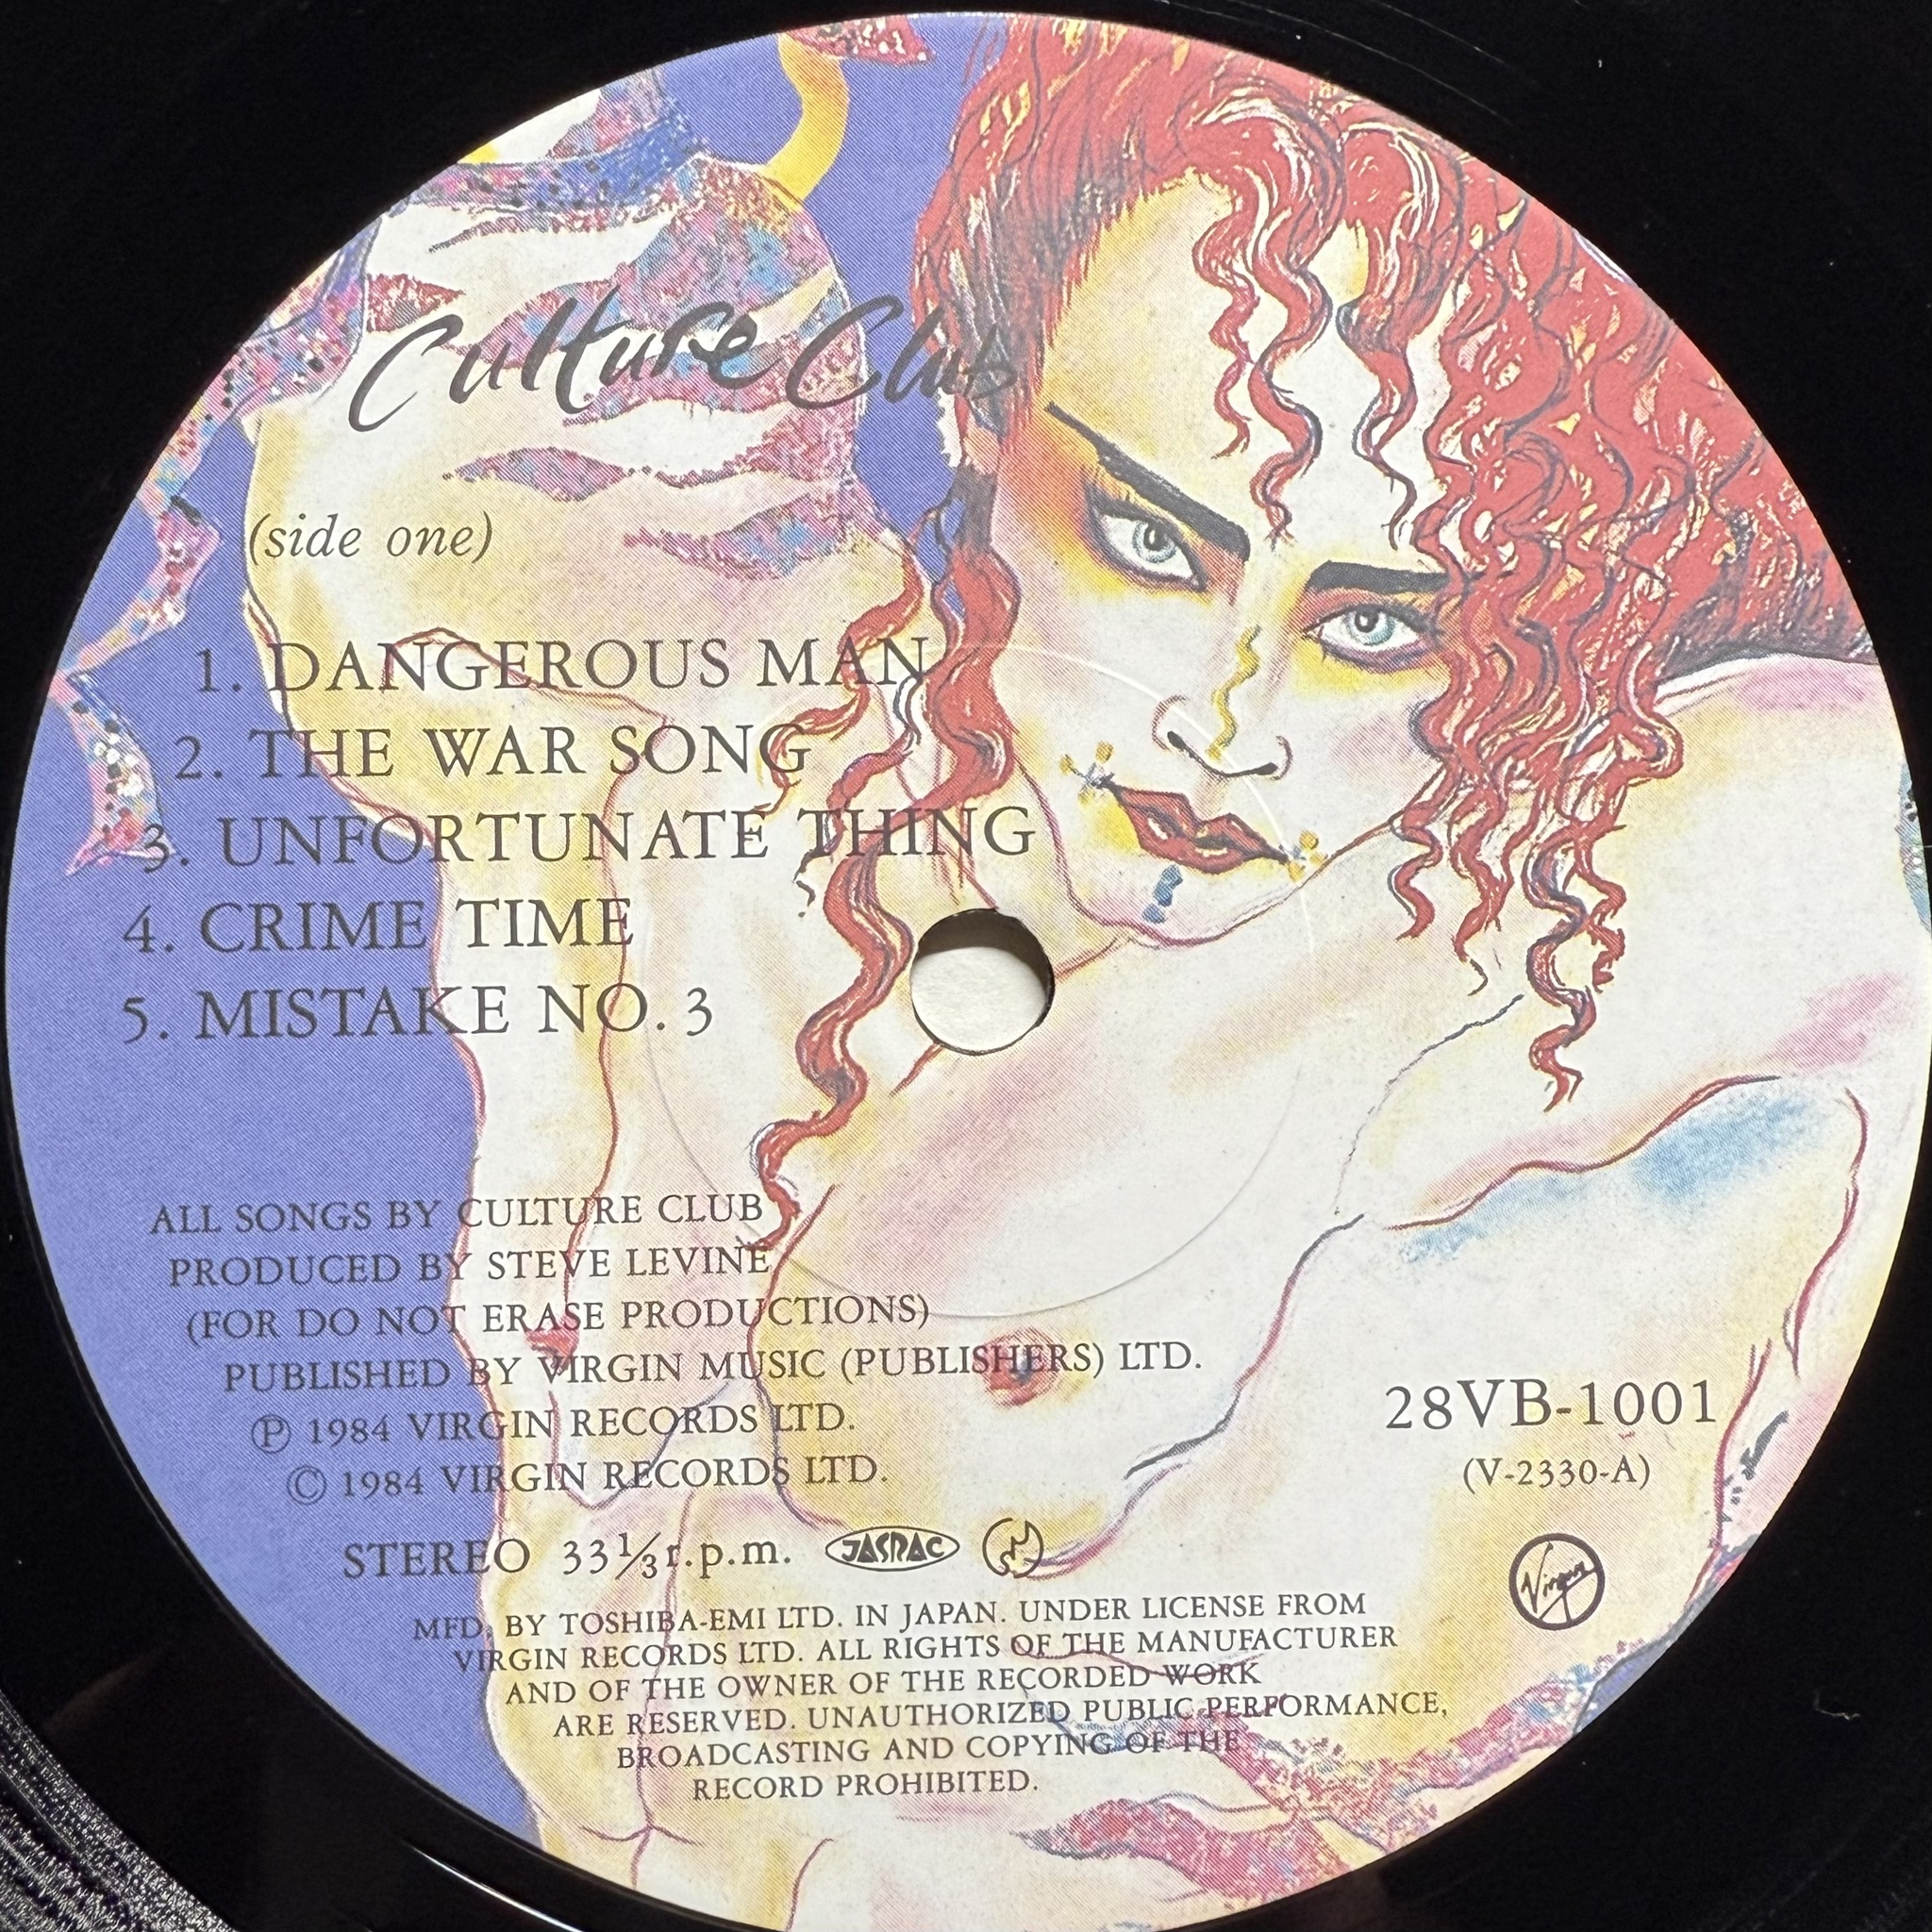 Culture Club
(side one)
1. DANGEROUS MAN
2. THE WAR SONG
3. UNFORTUNATE THING
4. CRIME TIME
5. MISTAKE NO. 3
ALL SONGS BY CULTURE CLUB
PRODUCED BY STEVE LEVINE
(FOR DO NOT ERASE PRODUCTIONS)
PUBLISHED BY VIRGIN MUSIC (PUBLISHERS) LTD.
℗ 1984 VIRGIN RECORDS LTD.
© 1984 VIRGIN RECORDS LTD.
28VB-1001
(V-2330-A)
STEREO 33⅓ r.p.m. JASRAC
Virgin
MFD. BY TOSHIBA-EMI LTD. IN JAPAN. UNDER LICENSE FROM
VIRGIN RECORDS LTD. ALL RIGHTS OF THE MANUFACTURER
AND OF THE OWNER OF THE RECORDED WORK
ARE RESERVED. UNAUTHORIZED PUBLIC PERFORMANCE,
BROADCASTING AND COPYING OF THE
RECORD PROHIBITED.